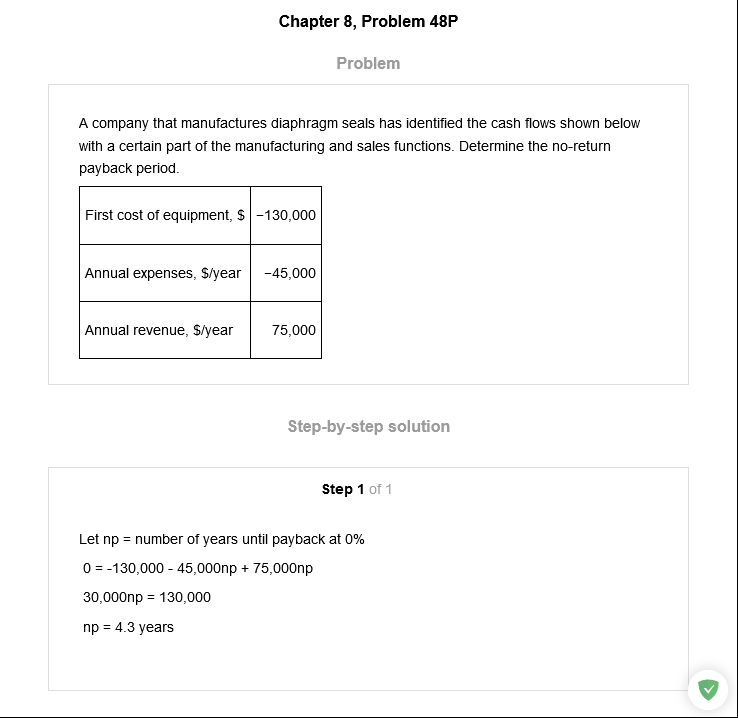 Chapter 8, Problem 48P
Problem
A company that manufactures diaphragm seals has identified the cash flows shown below
with a certain part of the manufacturing and sales functions. Determine the no-return
payback period.
First cost of equipment, $ −130,000
Annual expenses, $/year −45,000
Annual revenue, $/year 75,000
Step-by-step solution
Step 1 of 1
Let np = number of years until payback at 0%
0 = -130,000 - 45,000np + 75,000np
30,000np = 130,000
np = 4.3 years